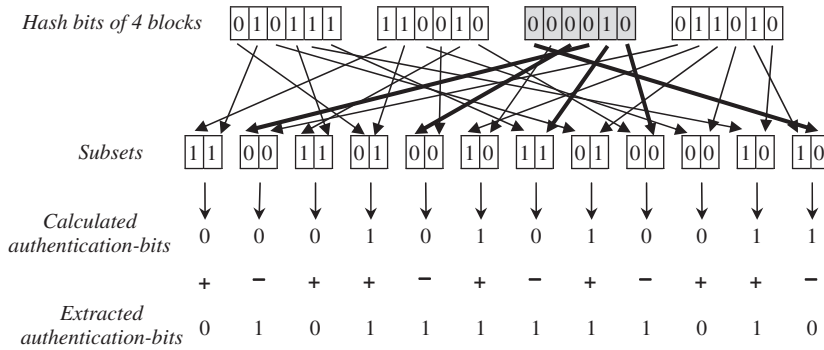 Hash bits of 4 blocks 0 1 0 1 1 1 1 1 0 0 1 0 0 0 0 0 1 0 0 1 1 0 1 0
Subsets 1 1 0 0 1 1 0 1 0 0 1 0 1 1 0 1 0 0 0 0 1 0 1 0
Calculated
authentication-bits 0 0 0 1 0 1 0 1 0 0 1 1
+ − + + − + − + − + + −
Extracted
authentication-bits 0 1 0 1 1 1 1 1 1 0 1 0